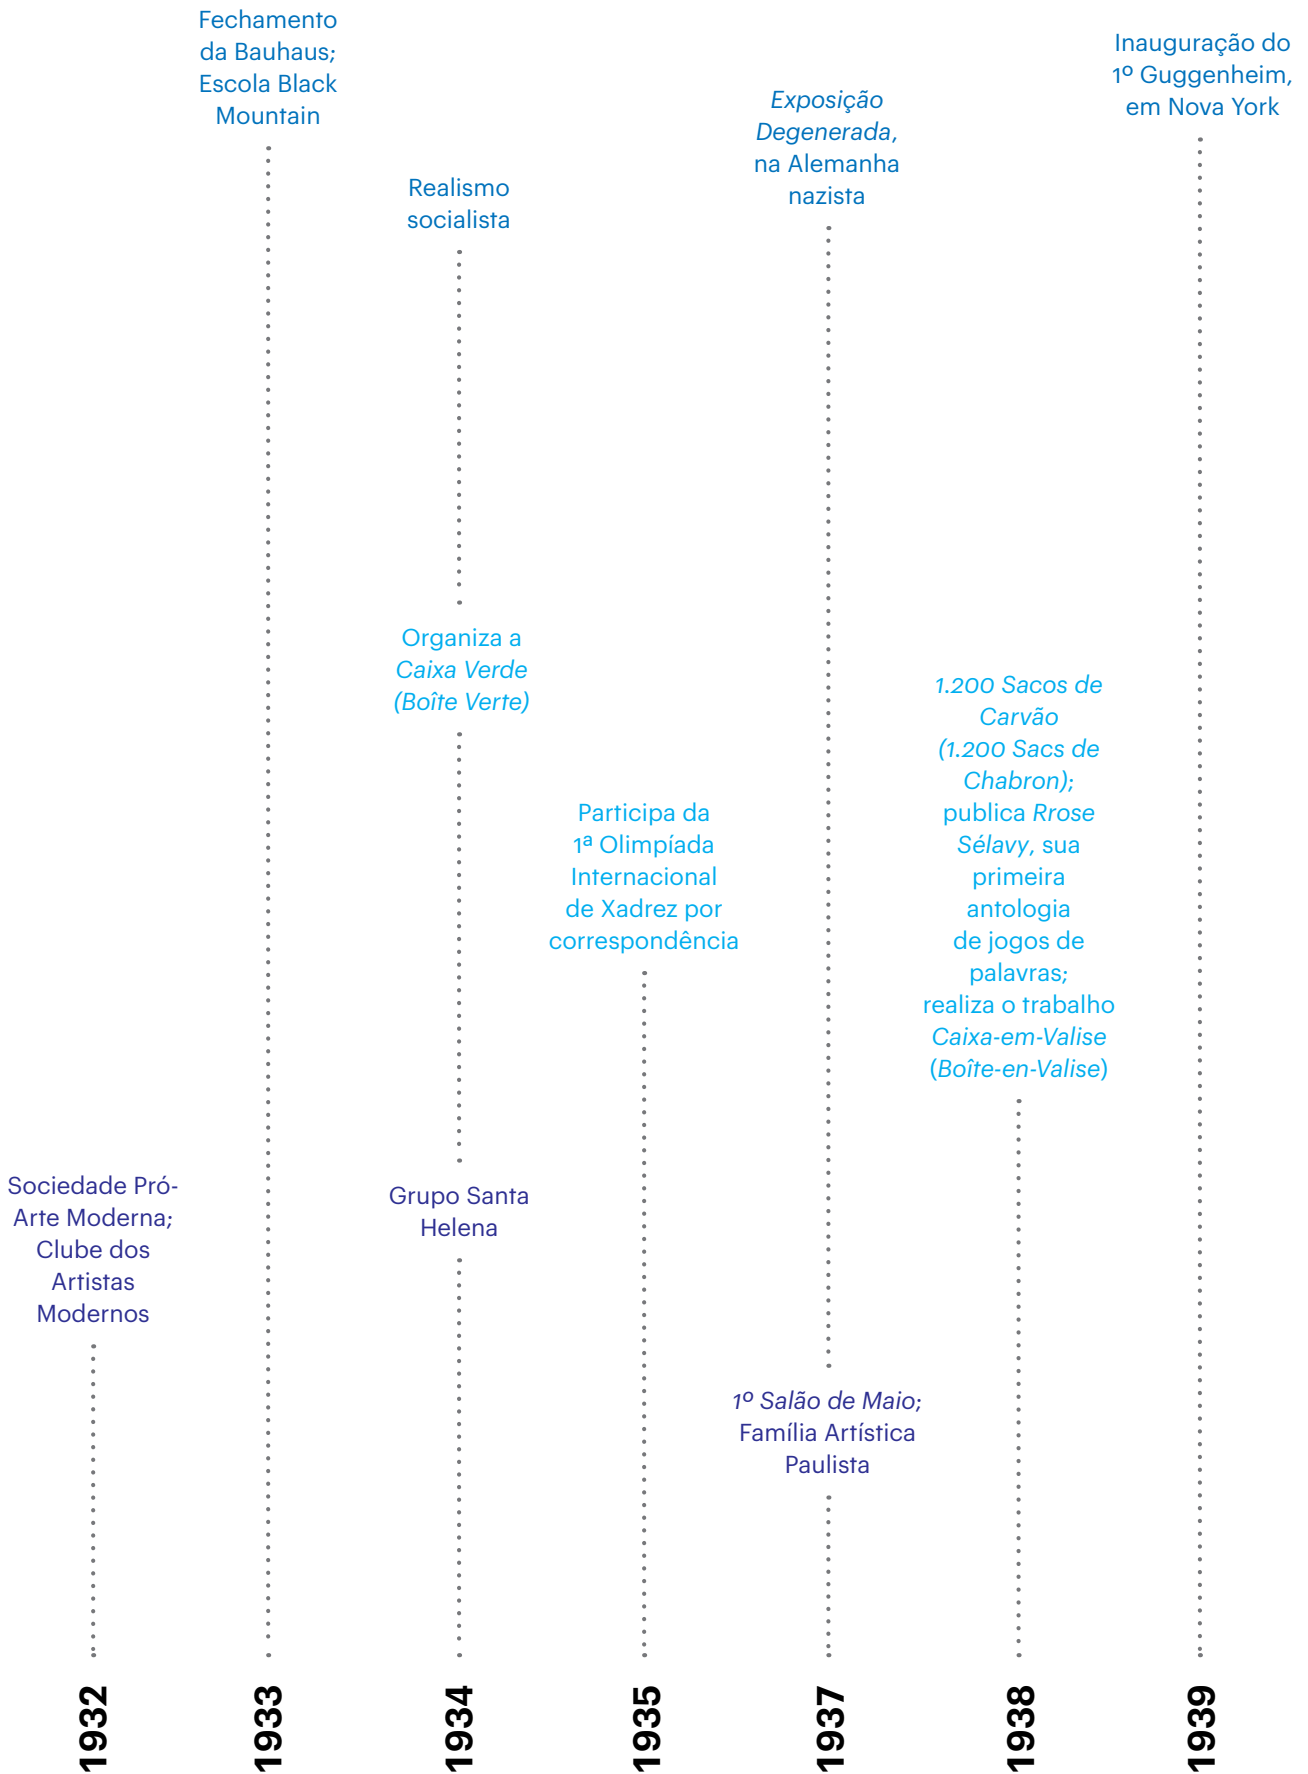 Fechamento
da Bauhaus;
Escola Black
Mountain
Inauguração do
1º Guggenheim,
em Nova York
Exposição
Degenerada,
na Alemanha
nazista
Realismo
socialista
Organiza a
Caixa Verde
(Boîte Verte)
1.200 Sacos de
Carvão
(1.200 Sacs de
Chabron);
publica Rrose
Sélavy, sua
primeira
antologia
de jogos de
palavras;
realiza o trabalho
Caixa-em-Valise
(Boîte-en-Valise)
Participa da
1ª Olimpíada
Internacional
de Xadrez por
correspondência
Sociedade Pró-
Arte Moderna;
Clube dos
Artistas
Modernos
Grupo Santa
Helena
1º Salão de Maio;
Família Artística
Paulista
1932
1933
1934
1935
1937
1938
1939